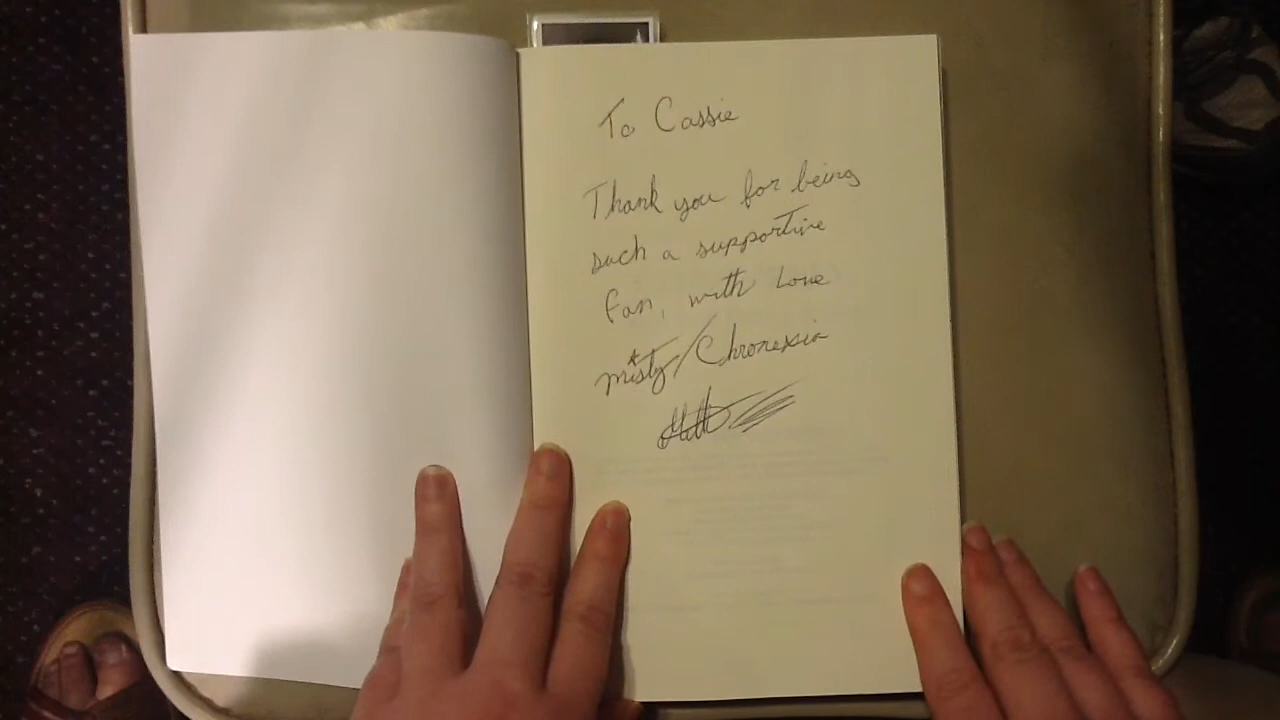 To Cassie
Thank you for being
such a supportive
fan, with Love
Misty/Chronexia